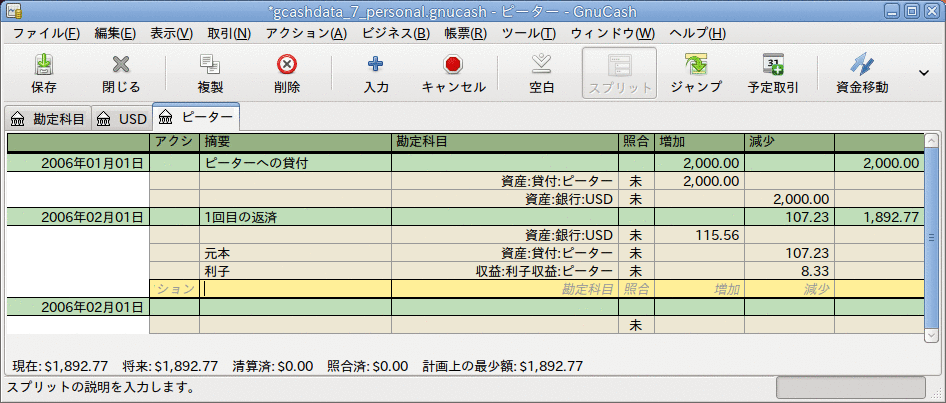 *gcashdata_7_personal.gnucash - ピーター - GnuCash
ファイル(F) 編集(E) 表示(V) 取引(N) アクション(A) ビジネス(B) 帳票(R) ツール(T) ウィンドウ(W) ヘルプ(H)
保存 閉じる 複製 削除 入力 キャンセル 空白 スプリット ジャンプ 予定取引 資金移動
勘定科目 USD ピーター
アクシ 摘要 勘定科目 照合 増加 減少
2006年01月01日 ピーターへの貸付 2,000.00 2,000.00
資産:貸付:ピーター 未 2,000.00
資産:銀行:USD 未 2,000.00
2006年02月01日 1回目の返済 107.23 1,892.77
資産:銀行:USD 未 115.56
元本 資産:貸付:ピーター 未 107.23
利子 収益:利子収益:ピーター 未 8.33
ション 勘定科目 照合 増加 減少
2006年02月01日
未
現在: $1,892.77 将来: $1,892.77 清算済: $0.00 照合済: $0.00 計画上の最少額: $1,892.77
スプリットの説明を入力します。